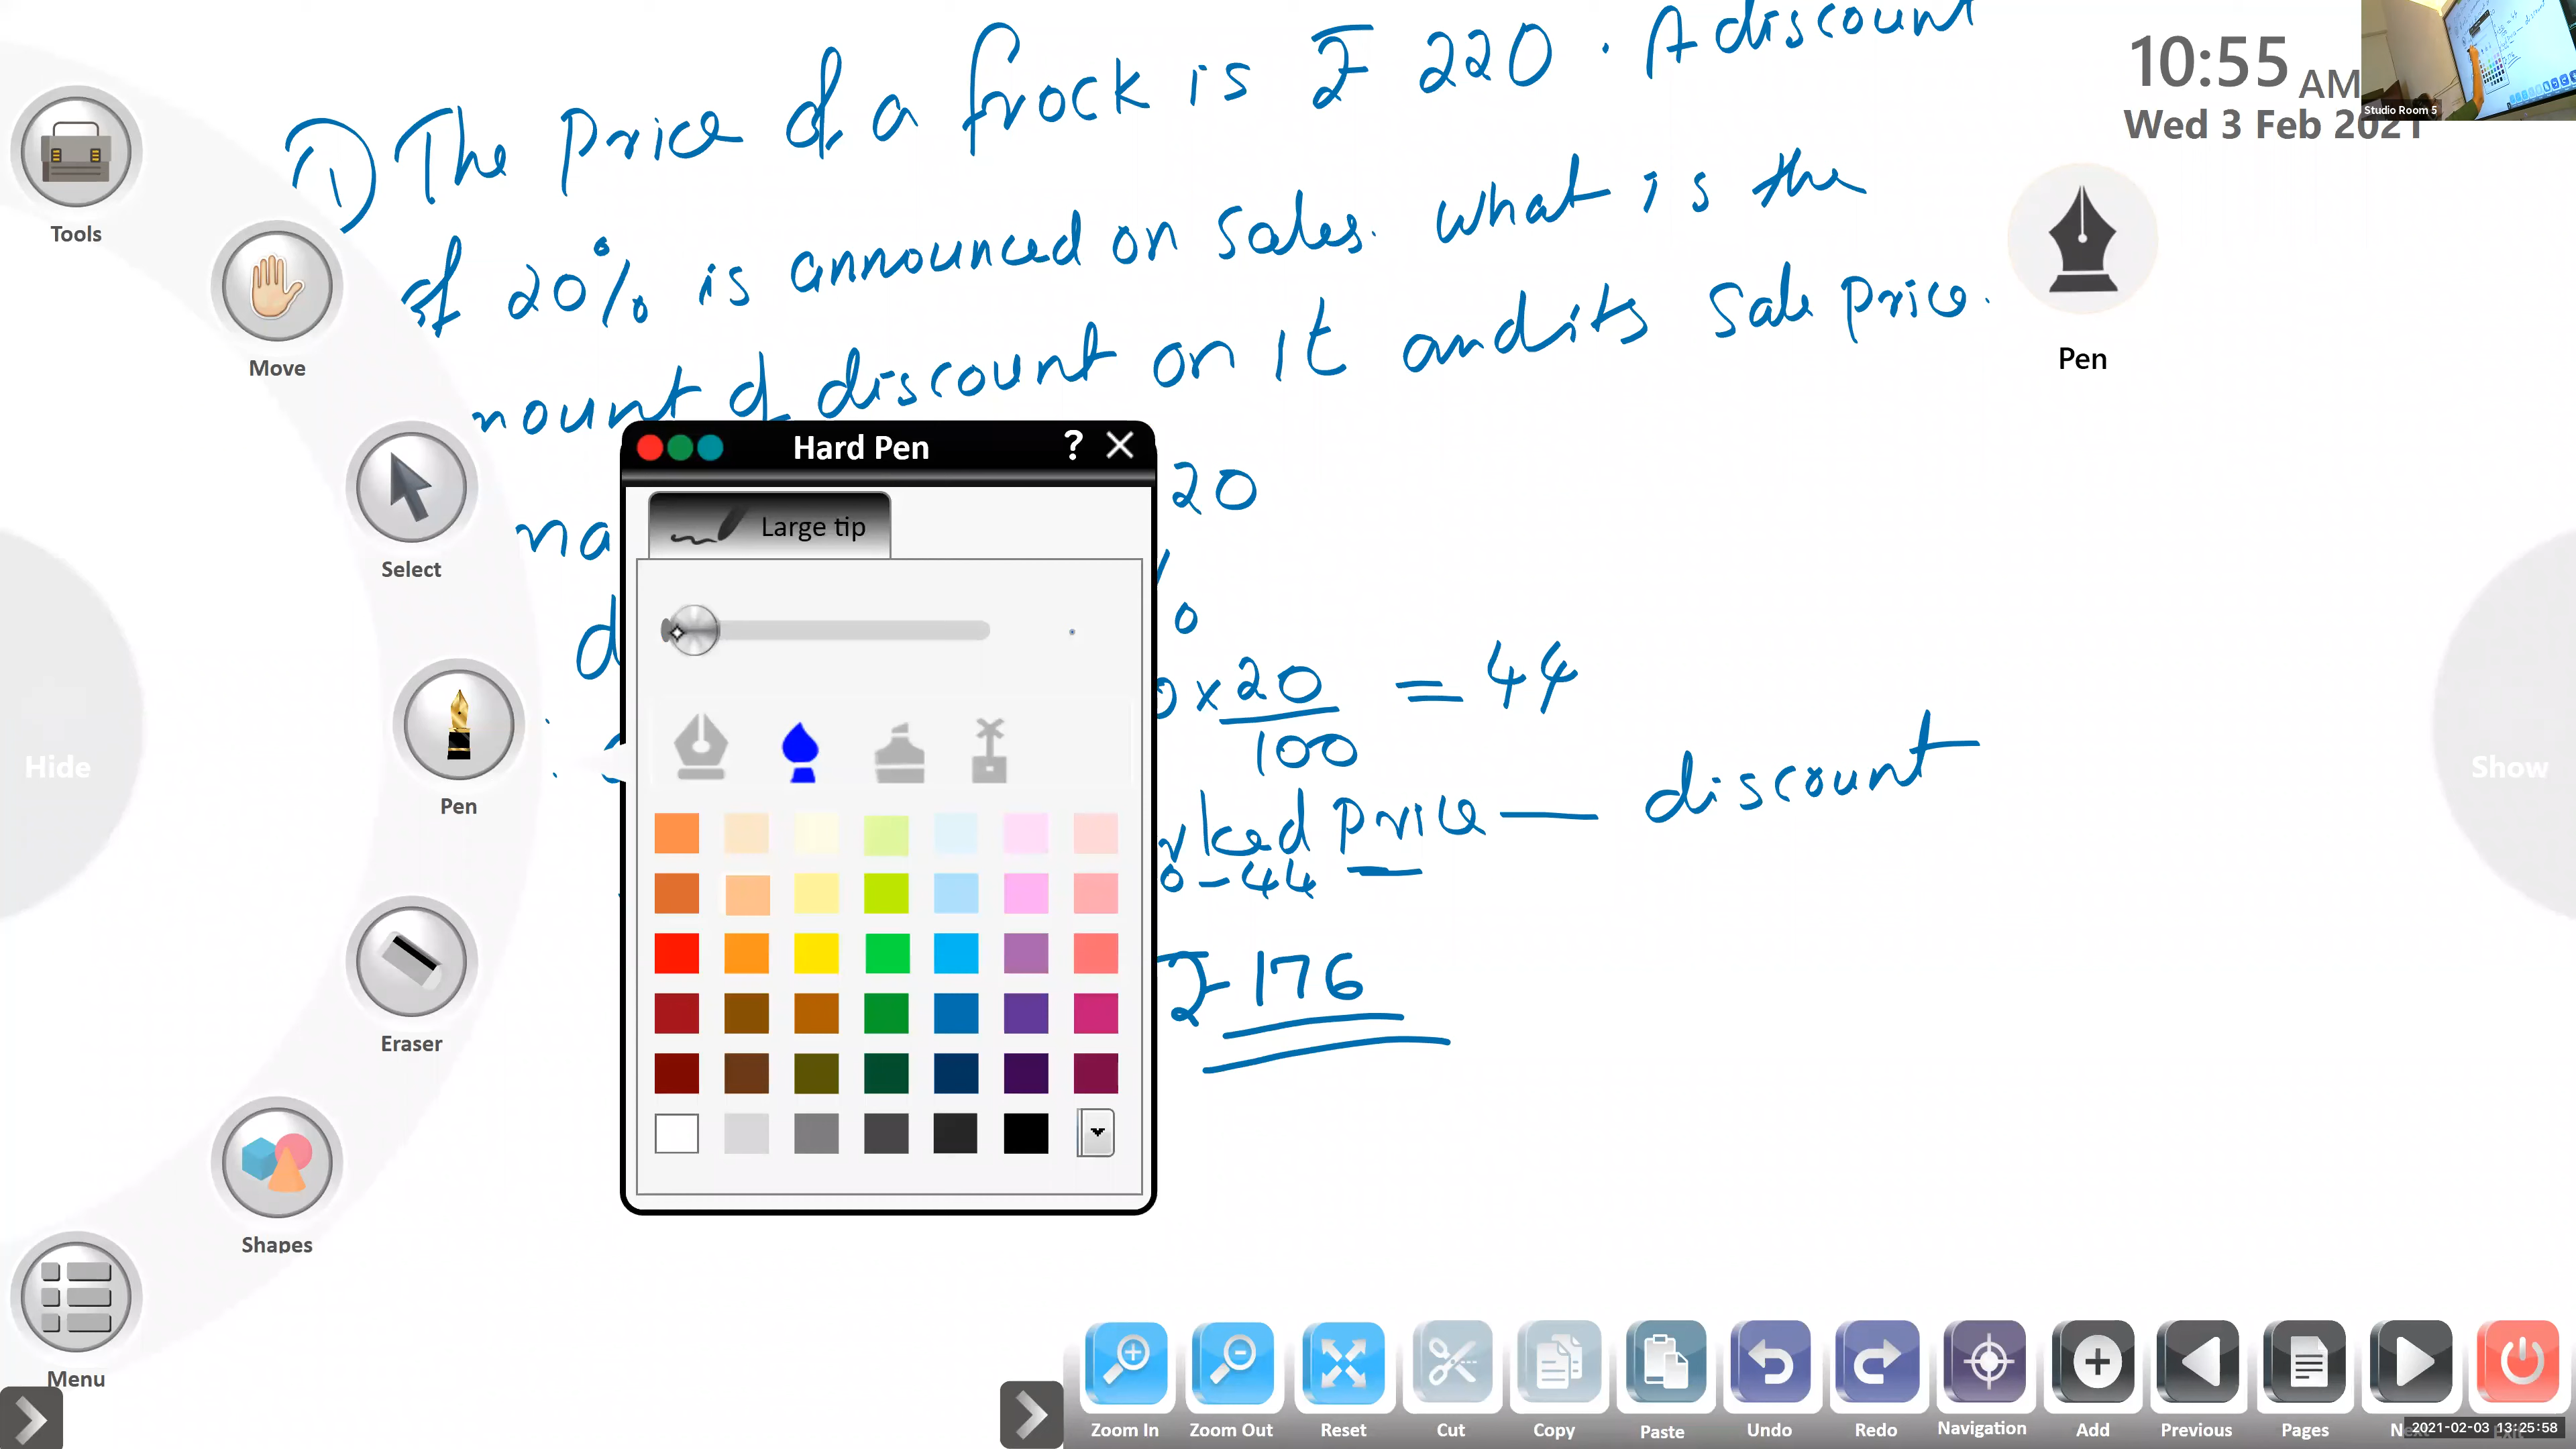 1) The price of a frock is ₹ 220. A discount
of 20% is announced on sales. What is the
mount of discount on it and its sale price.
20
0 × 20/100 = 44
rked price — discount
0 - 44
₹ 176
10:55 AM
Wed 3 Feb 2021
Studio Room 5
Pen
Tools
Move
Select
Pen
Eraser
Shapes
Menu
Hide
Show
Hard Pen ? ×
Large tip
Zoom In Zoom Out Reset Cut Copy Paste Undo Redo Navigation Add Previous Pages
2021-02-03 13:25:58